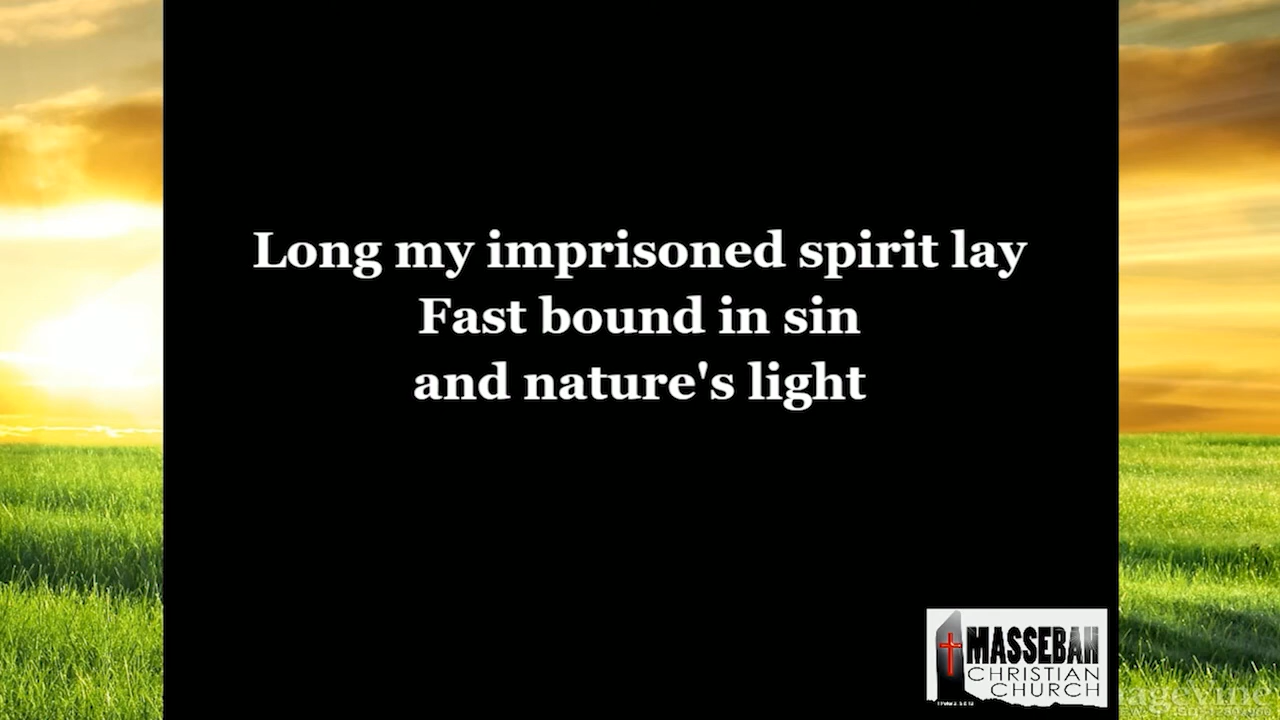 Long my imprisoned spirit lay
Fast bound in sin
and nature's light
MASSEBAH
CHRISTIAN
CHURCH